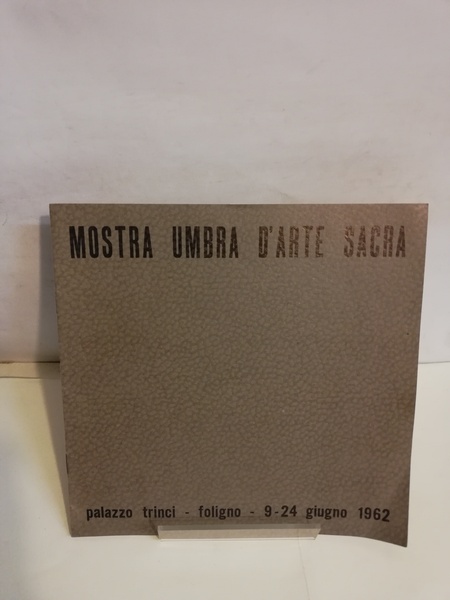 MOSTRA UMBRA D'ARTE SACRA
palazzo trinci - foligno - 9-24 giugno 1962